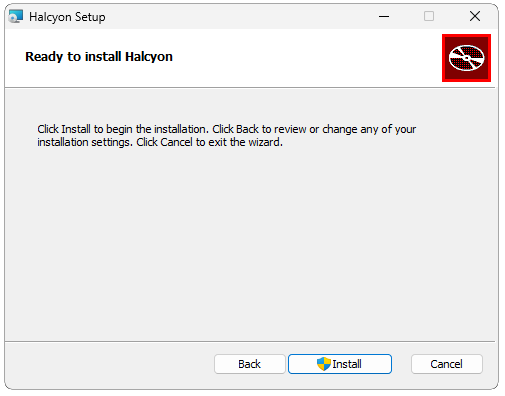 Halcyon Setup
Ready to install Halcyon
Click Install to begin the installation. Click Back to review or change any of your
installation settings. Click Cancel to exit the wizard.
Back
Install
Cancel